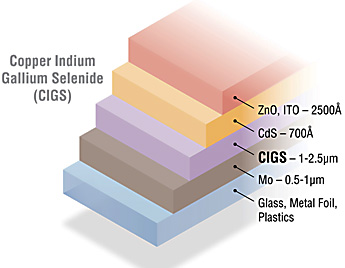 Copper Indium
Gallium Selenide
(CIGS)
ZnO, ITO – 2500Å
CdS – 700Å
CIGS – 1-2.5µm
Mo – 0.5-1µm
Glass, Metal Foil,
Plastics